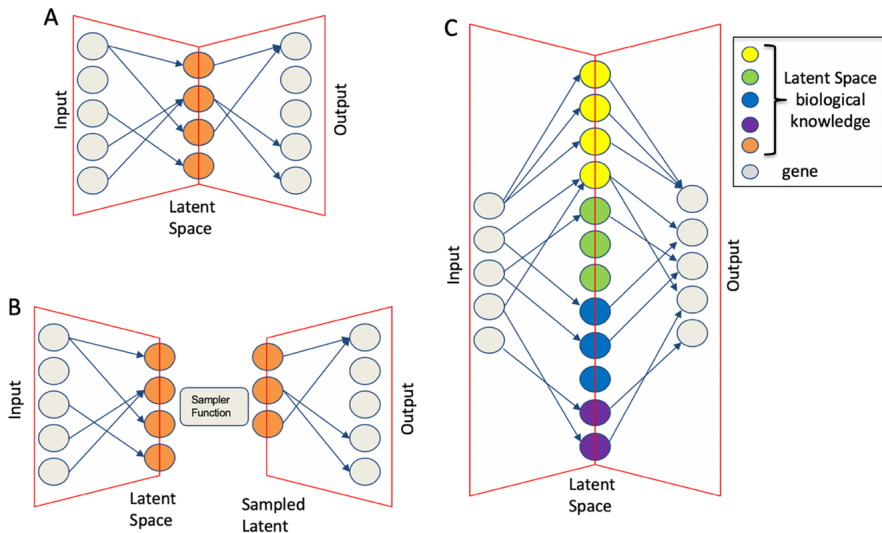 A
Input
Output
Latent
Space
B
Input
Sampler
Function
Output
Latent
Space
Sampled
Latent
C
Input
Output
Latent
Space
Latent Space
biological
knowledge
gene